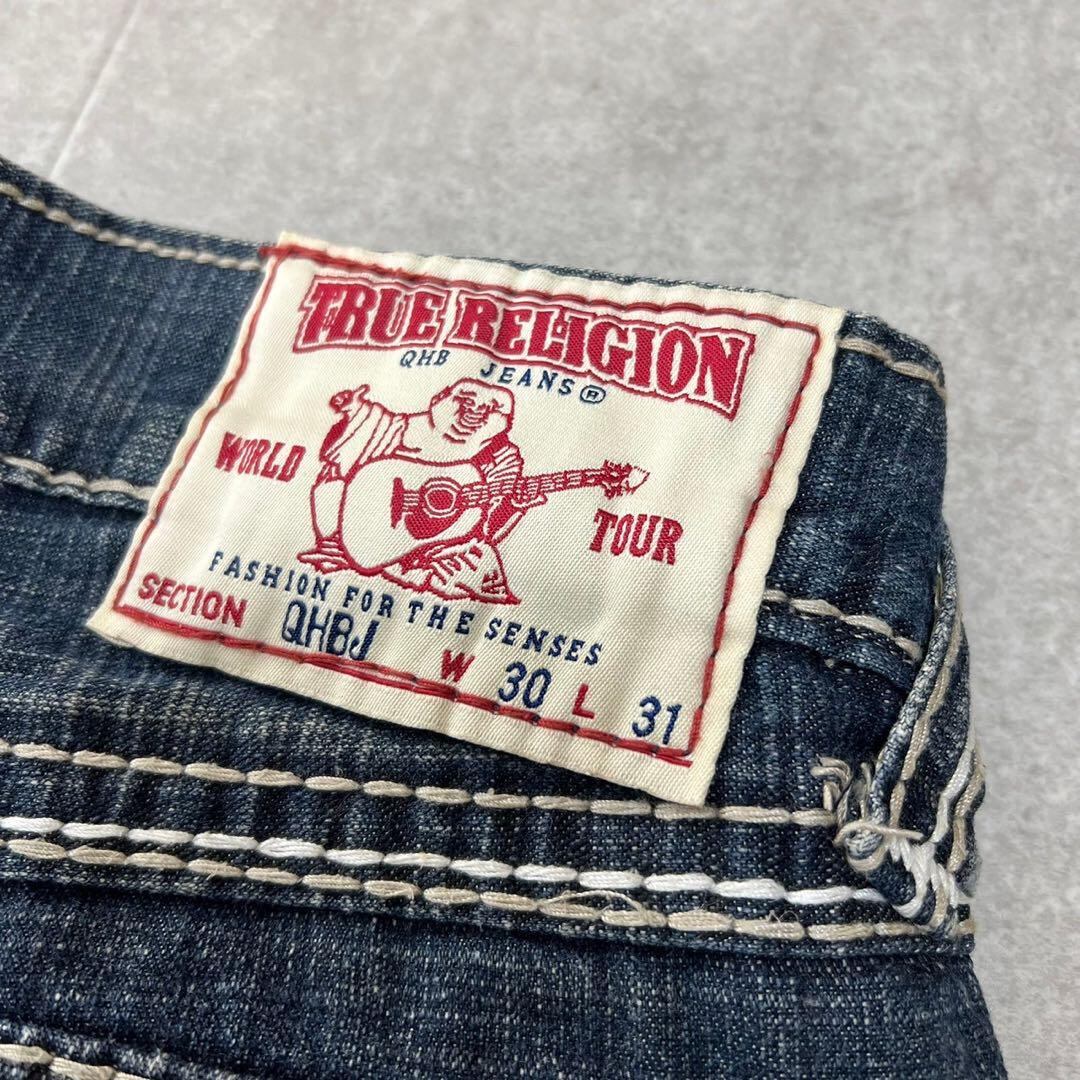 TRUE RELIGION
QHB JEANS®
WORLD TOUR
FASHION FOR THE SENSES
SECTION QHBJ W 30 L 31